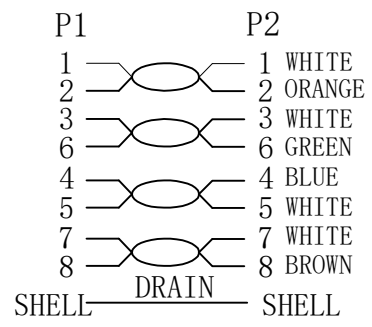 P1 P2
1 1 WHITE
2 2 ORANGE
3 3 WHITE
6 6 GREEN
4 4 BLUE
5 5 WHITE
7 7 WHITE
8 8 BROWN
SHELL DRAIN SHELL